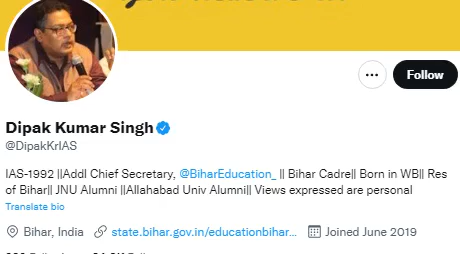 Follow
Dipak Kumar Singh
@DipakKrIAS
IAS-1992 ||Addl Chief Secretary, @BiharEducation_ || Bihar Cadre|| Born in WB|| Res
of Bihar|| JNU Alumni ||Allahabad Univ Alumni|| Views expressed are personal
Translate bio
Bihar, India state.bihar.gov.in/educationbihar... Joined June 2019